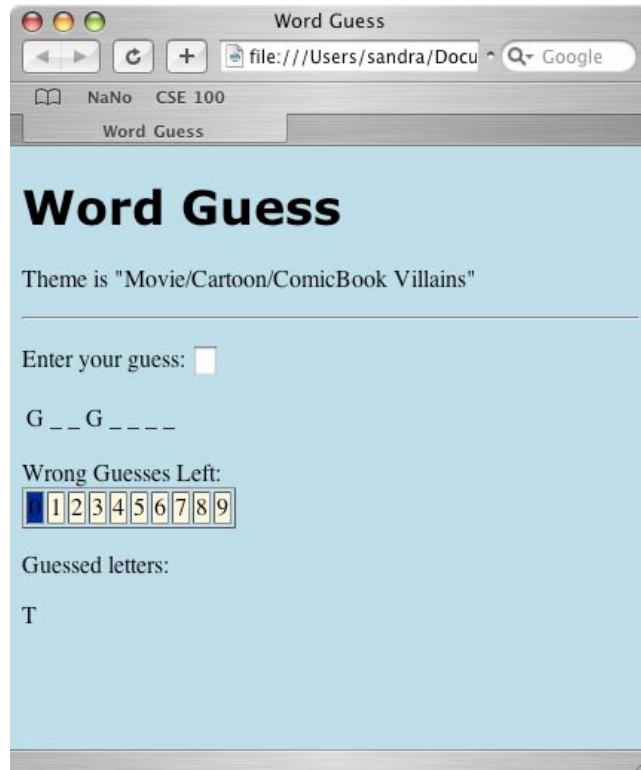 Word Guess
file:///Users/sandra/Docu Google
NaNo CSE 100
Word Guess
Word Guess
Theme is "Movie/Cartoon/ComicBook Villains"
Enter your guess:
G _ _ G _ _ _ _
Wrong Guesses Left:
0 1 2 3 4 5 6 7 8 9
Guessed letters:
T